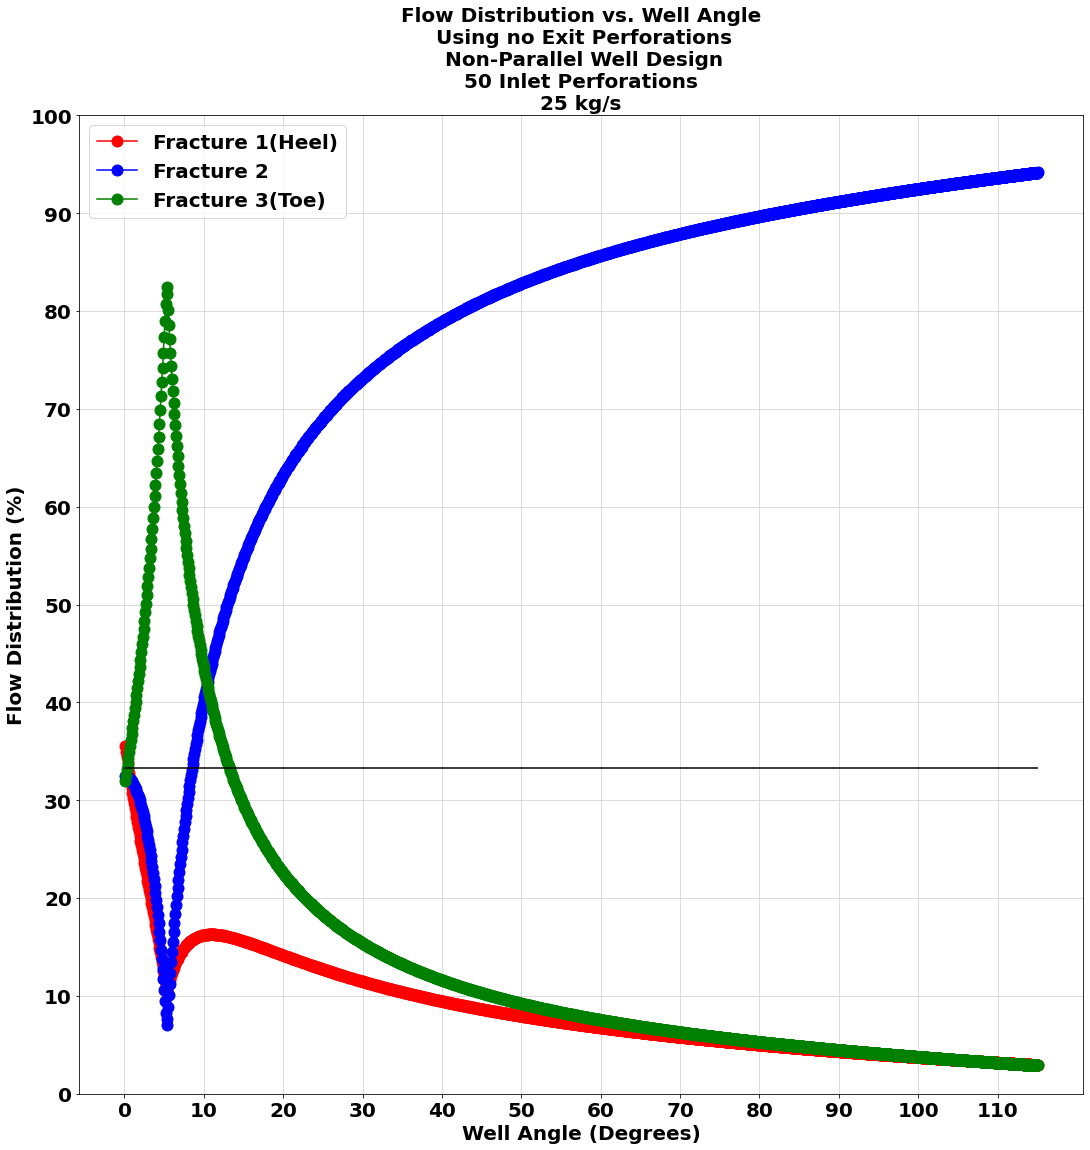 Flow Distribution vs. Well Angle
Using no Exit Perforations
Non-Parallel Well Design
50 Inlet Perforations
25 kg/s
Fracture 1(Heel)
Fracture 2
Fracture 3(Toe)
Flow Distribution (%)
100
90
80
70
60
50
40
30
20
10
0
0 10 20 30 40 50 60 70 80 90 100 110
Well Angle (Degrees)